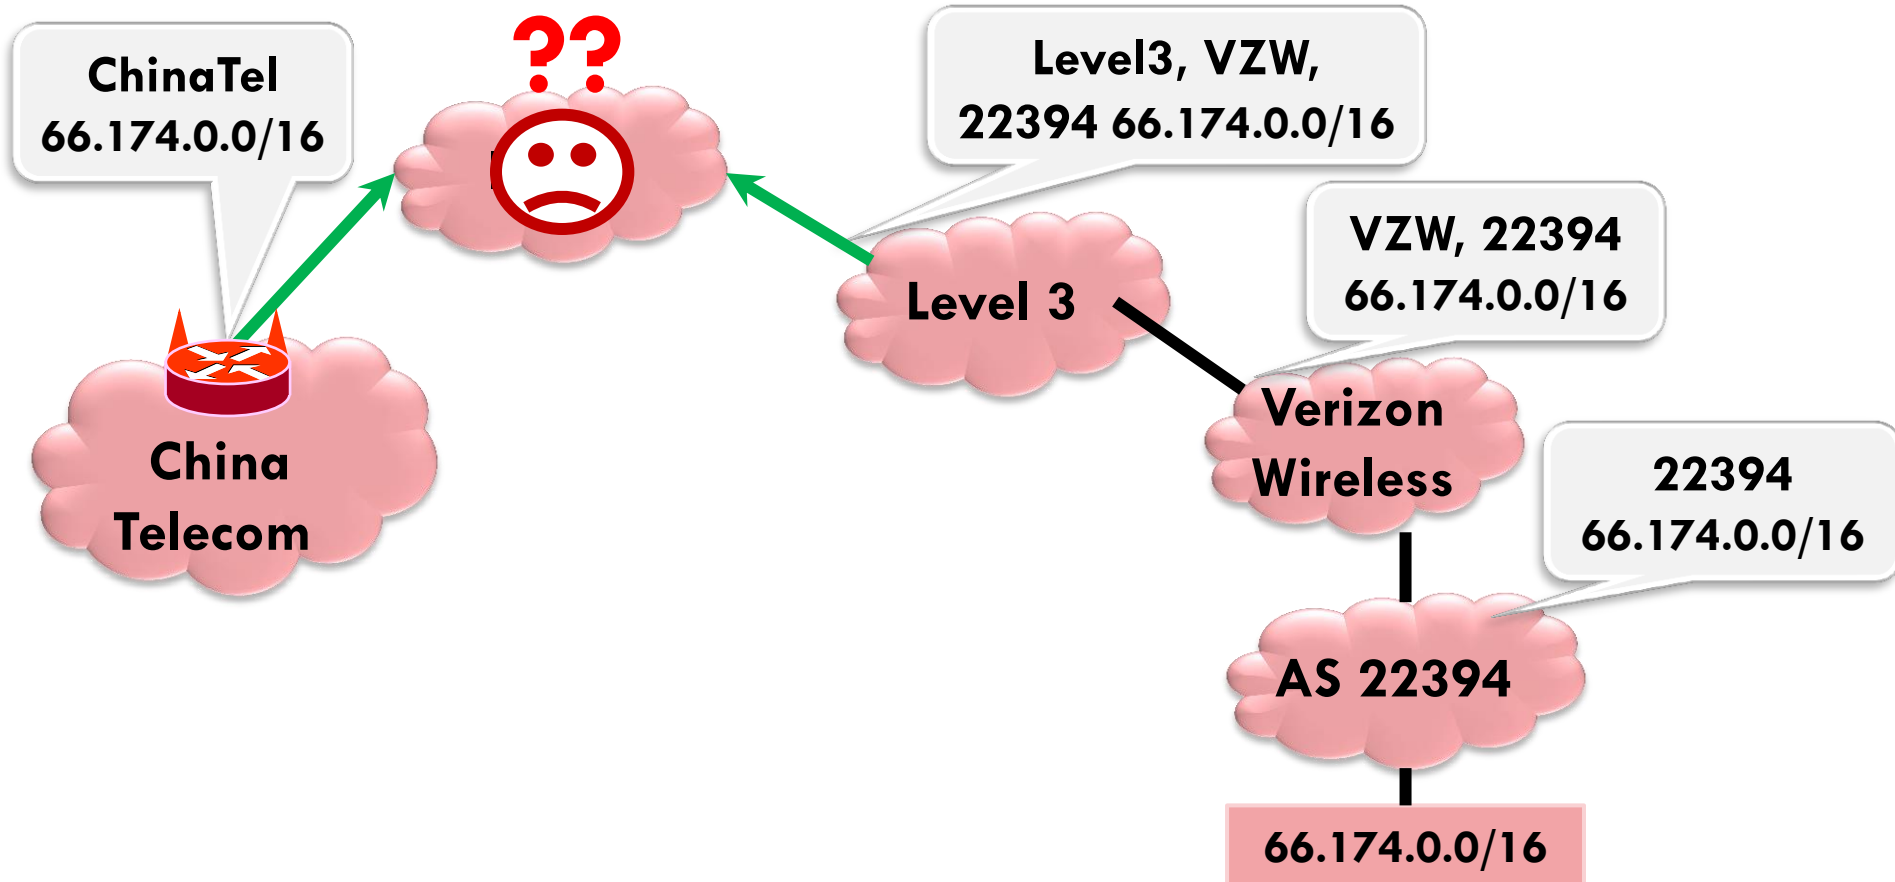 ChinaTel
66.174.0.0/16
??
Level3, VZW,
22394 66.174.0.0/16
VZW, 22394
66.174.0.0/16
Level 3
Verizon
Wireless
China
Telecom
22394
66.174.0.0/16
AS 22394
66.174.0.0/16